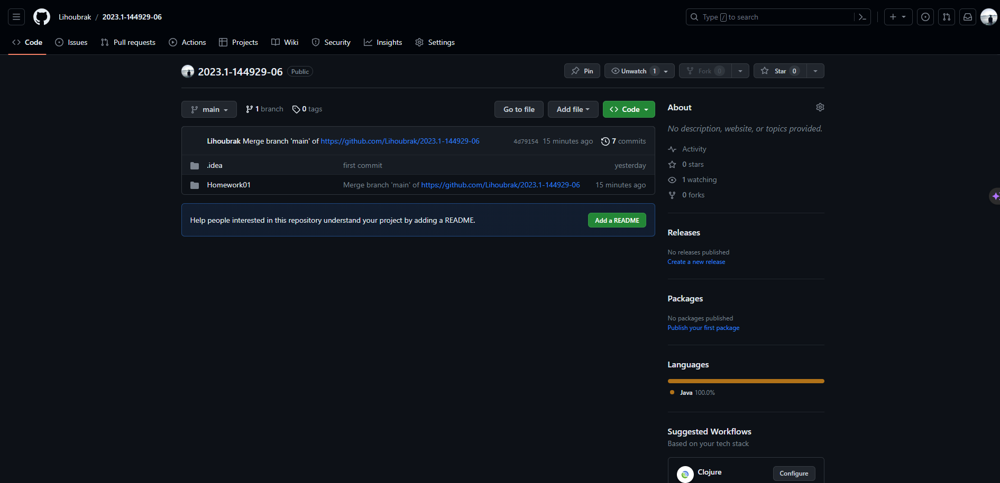 Lihoubrak / 2023.1-144929-06
Type / to search
Code Issues Pull requests Actions Projects Wiki Security Insights Settings
2023.1-144929-06 Public
Pin Unwatch 1 Fork 0 Star 0
main 1 branch 0 tags Go to file Add file Code
Lihoubrak Merge branch 'main' of https://github.com/Lihoubrak/2023.1-144929-06 4d79154 15 minutes ago 7 commits
.idea first commit yesterday
Homework01 Merge branch 'main' of https://github.com/Lihoubrak/2023.1-144929-06 15 minutes ago
Help people interested in this repository understand your project by adding a README. Add a README
About
No description, website, or topics provided.
Activity
0 stars
1 watching
0 forks
Releases
No releases published
Create a new release
Packages
No packages published
Publish your first package
Languages
Java 100.0%
Suggested Workflows
Based on your tech stack
Clojure Configure